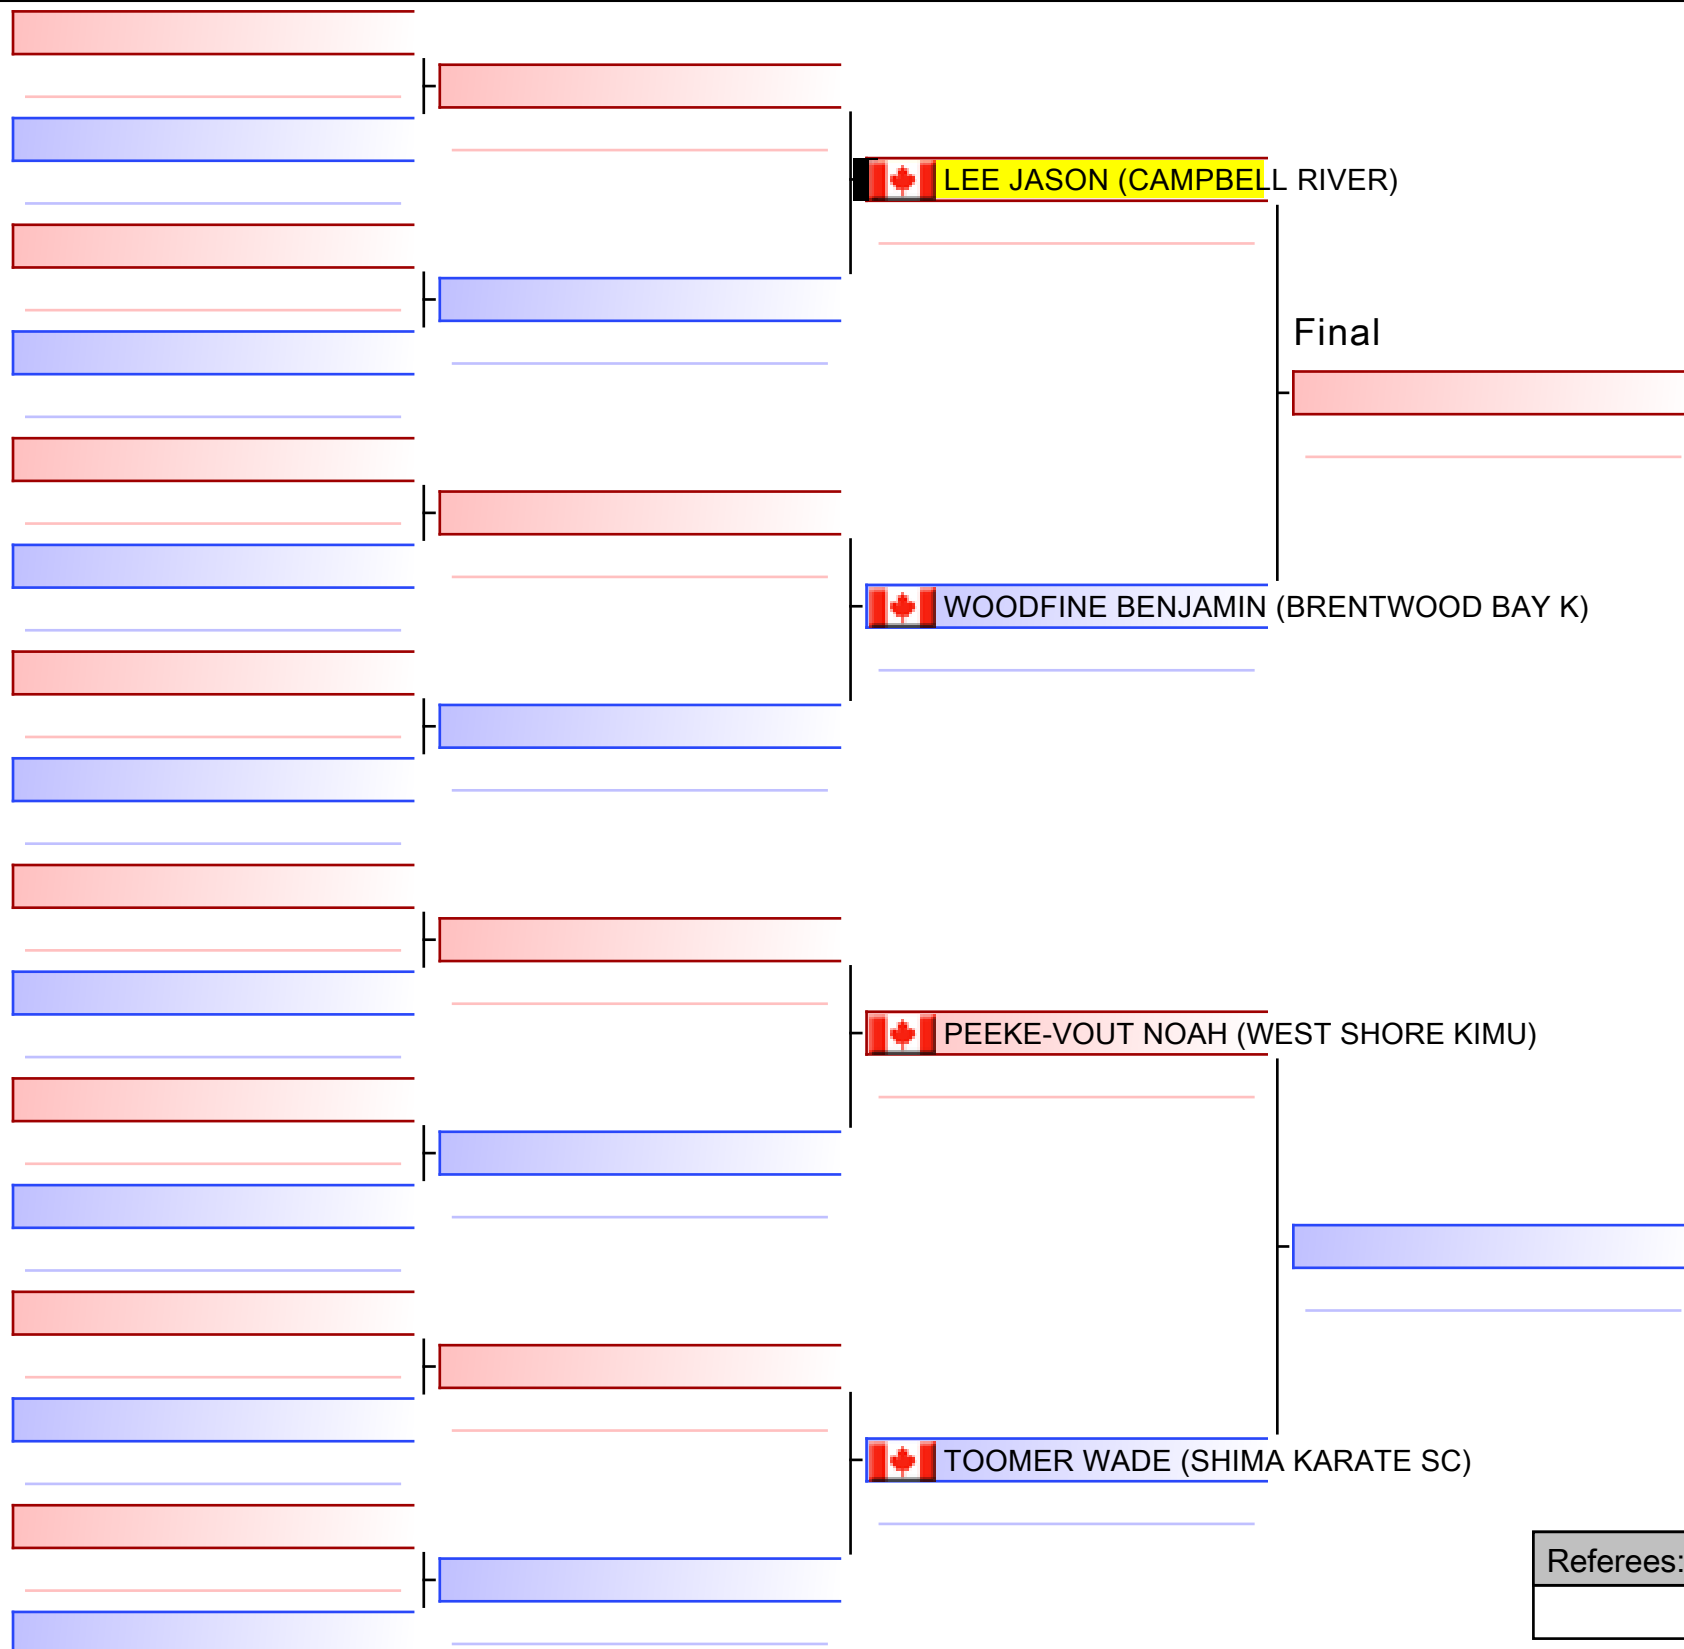 LEE JASON (CAMPBELL RIVER)
Final
WOODFINE BENJAMIN (BRENTWOOD BAY K)
PEEKE-VOUT NOAH (WEST SHORE KIMU)
TOOMER WADE (SHIMA KARATE SC)
Referees: